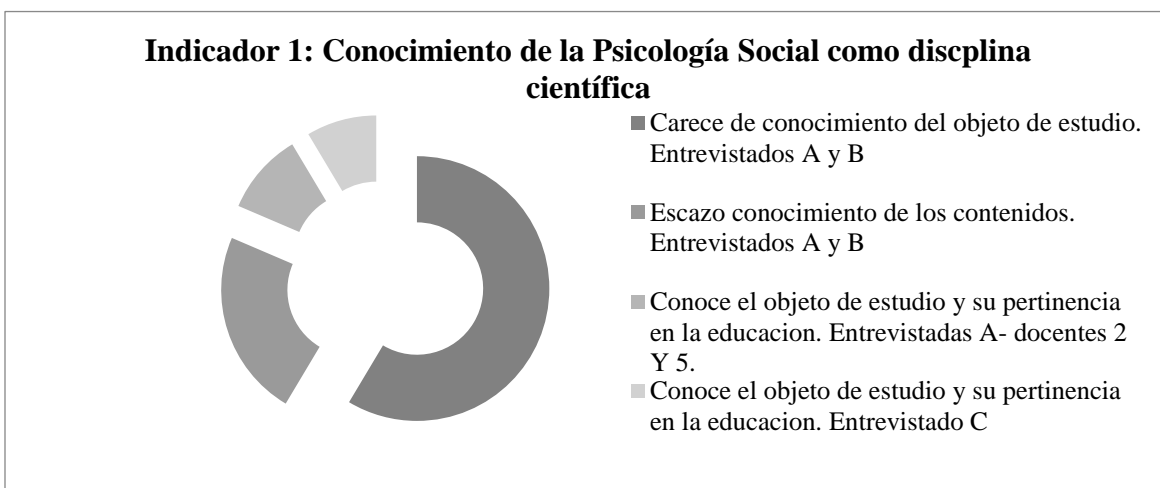 Indicador 1: Conocimiento de la Psicología Social como discplina
científica
Carece de conocimiento del objeto de estudio.
Entrevistados A y B
Escazo conocimiento de los contenidos.
Entrevistados A y B
Conoce el objeto de estudio y su pertinencia
en la educacion. Entrevistadas A- docentes 2
Y 5.
Conoce el objeto de estudio y su pertinencia
en la educacion. Entrevistado C